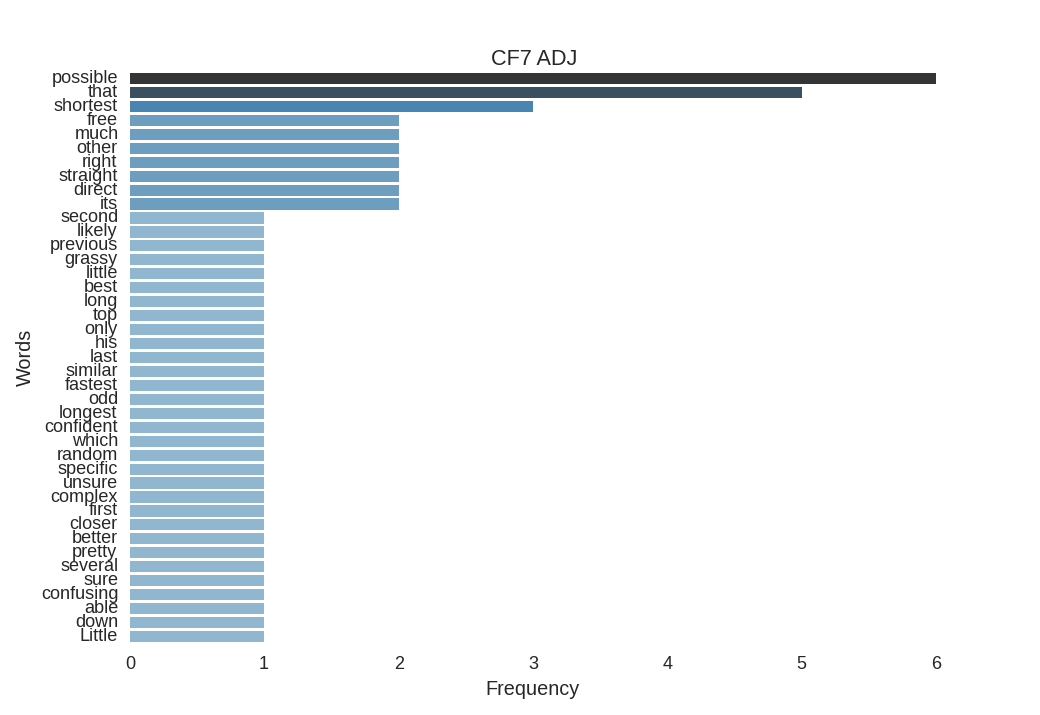 CF7 ADJ
possible
that
shortest
free
much
other
right
straight
direct
its
second
likely
previous
grassy
little
best
long
top
only
his
last
similar
fastest
odd
longest
confident
which
random
specific
unsure
complex
first
closer
better
pretty
several
sure
confusing
able
down
Little
Words
0 1 2 3 4 5 6
Frequency